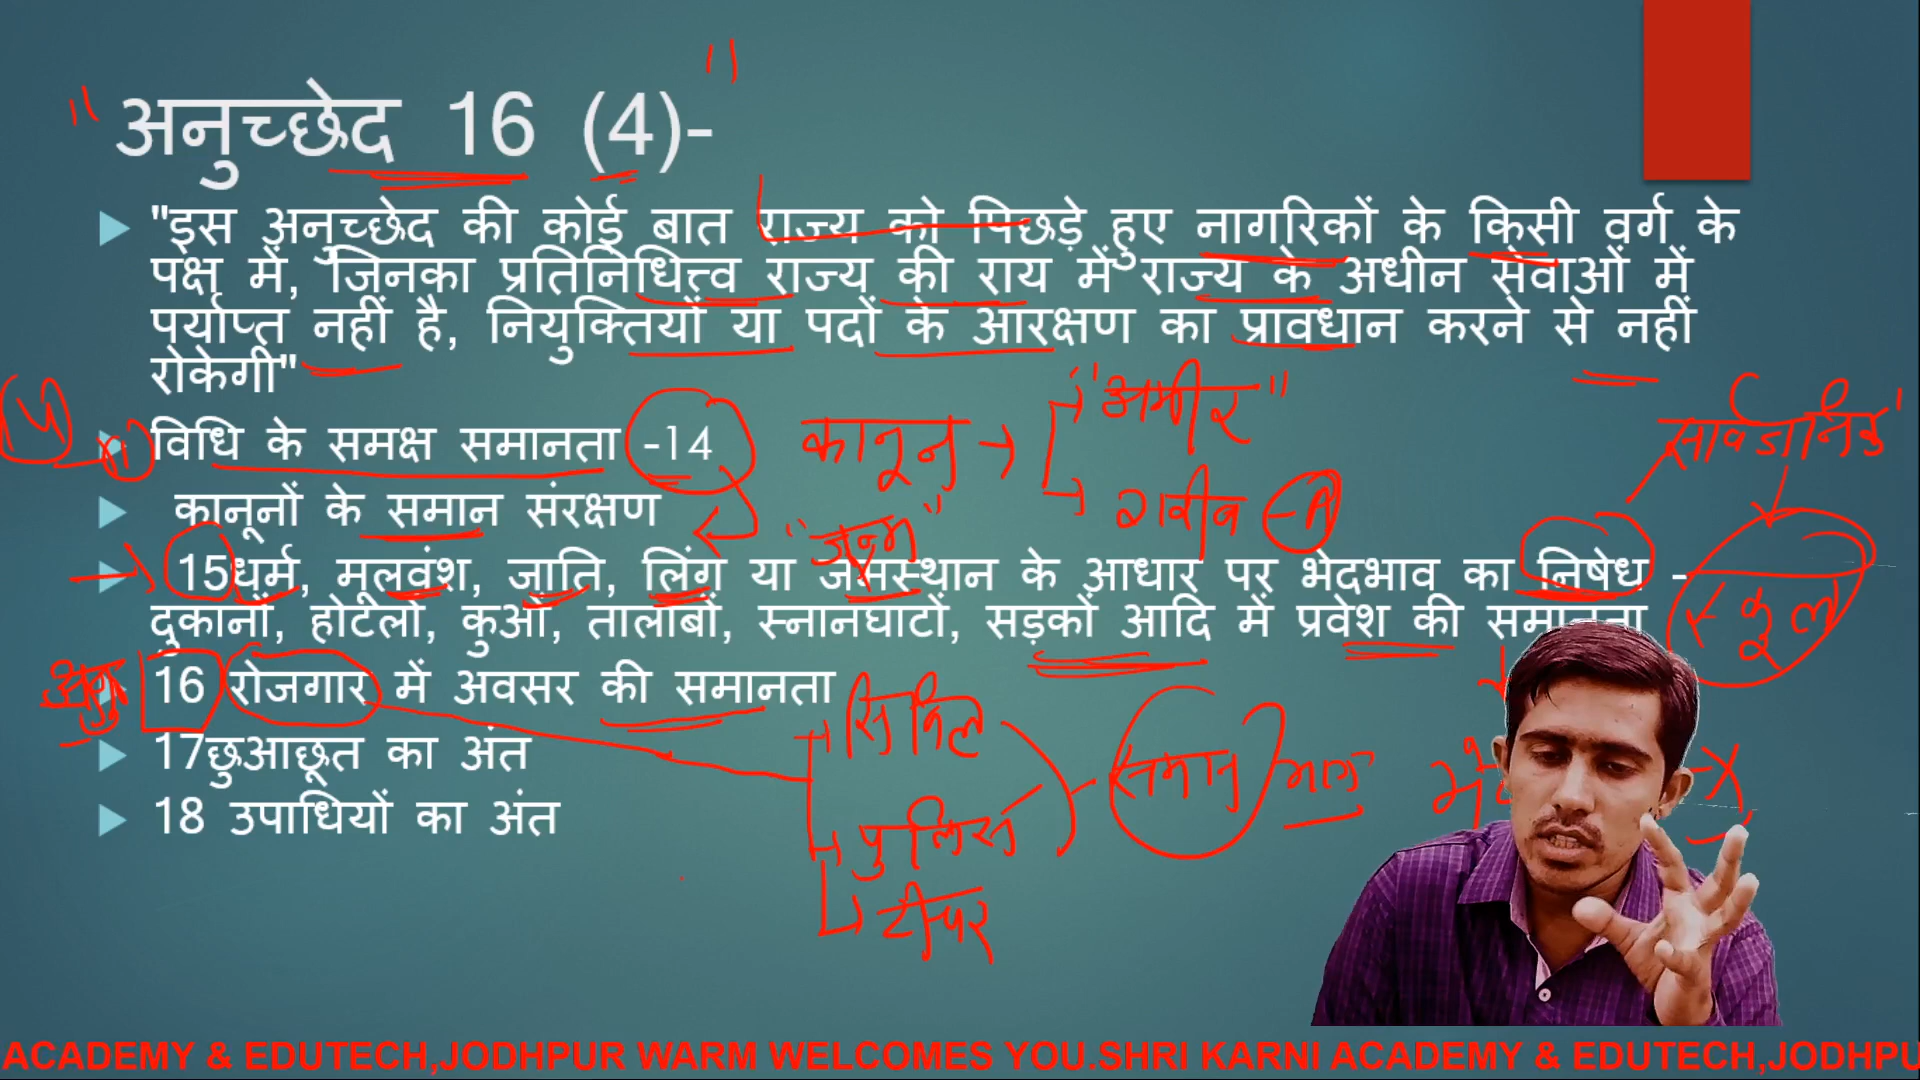 " अनुच्छेद 16 (4)- "
"इस अनुच्छेद की कोई बात राज्य को पिछड़े हुए नागरिकों के किसी वर्ग के
पक्ष में, जिनका प्रतिनिधित्त्व राज्य की राय में राज्य के अधीन सेवाओं में
पर्याप्त नहीं है, नियुक्तियों या पदों के आरक्षण का प्रावधान करने से नहीं
रोकेगी"
विधि के समक्ष समानता -14
कानून → "अमीर"
→ गरीब
कानूनों के समान संरक्षण
"जन्म"
15धर्म, मूलवंश, जाति, लिंग या जन्मस्थान के आधार पर भेदभाव का निषेध -
दुकानों, होटलों, कुओं, तालाबों, स्नानघाटों, सड़कों आदि में प्रवेश की समानता
स्कूल
16 रोजगार में अवसर की समानता
सिविल
17छुआछूत का अंत
समान
18 उपाधियों का अंत
पुलिस
टीचर
ACADEMY & EDUTECH,JODHPUR WARM WELCOMES YOU.SHRI KARNI ACADEMY & EDUTECH,JODHPU